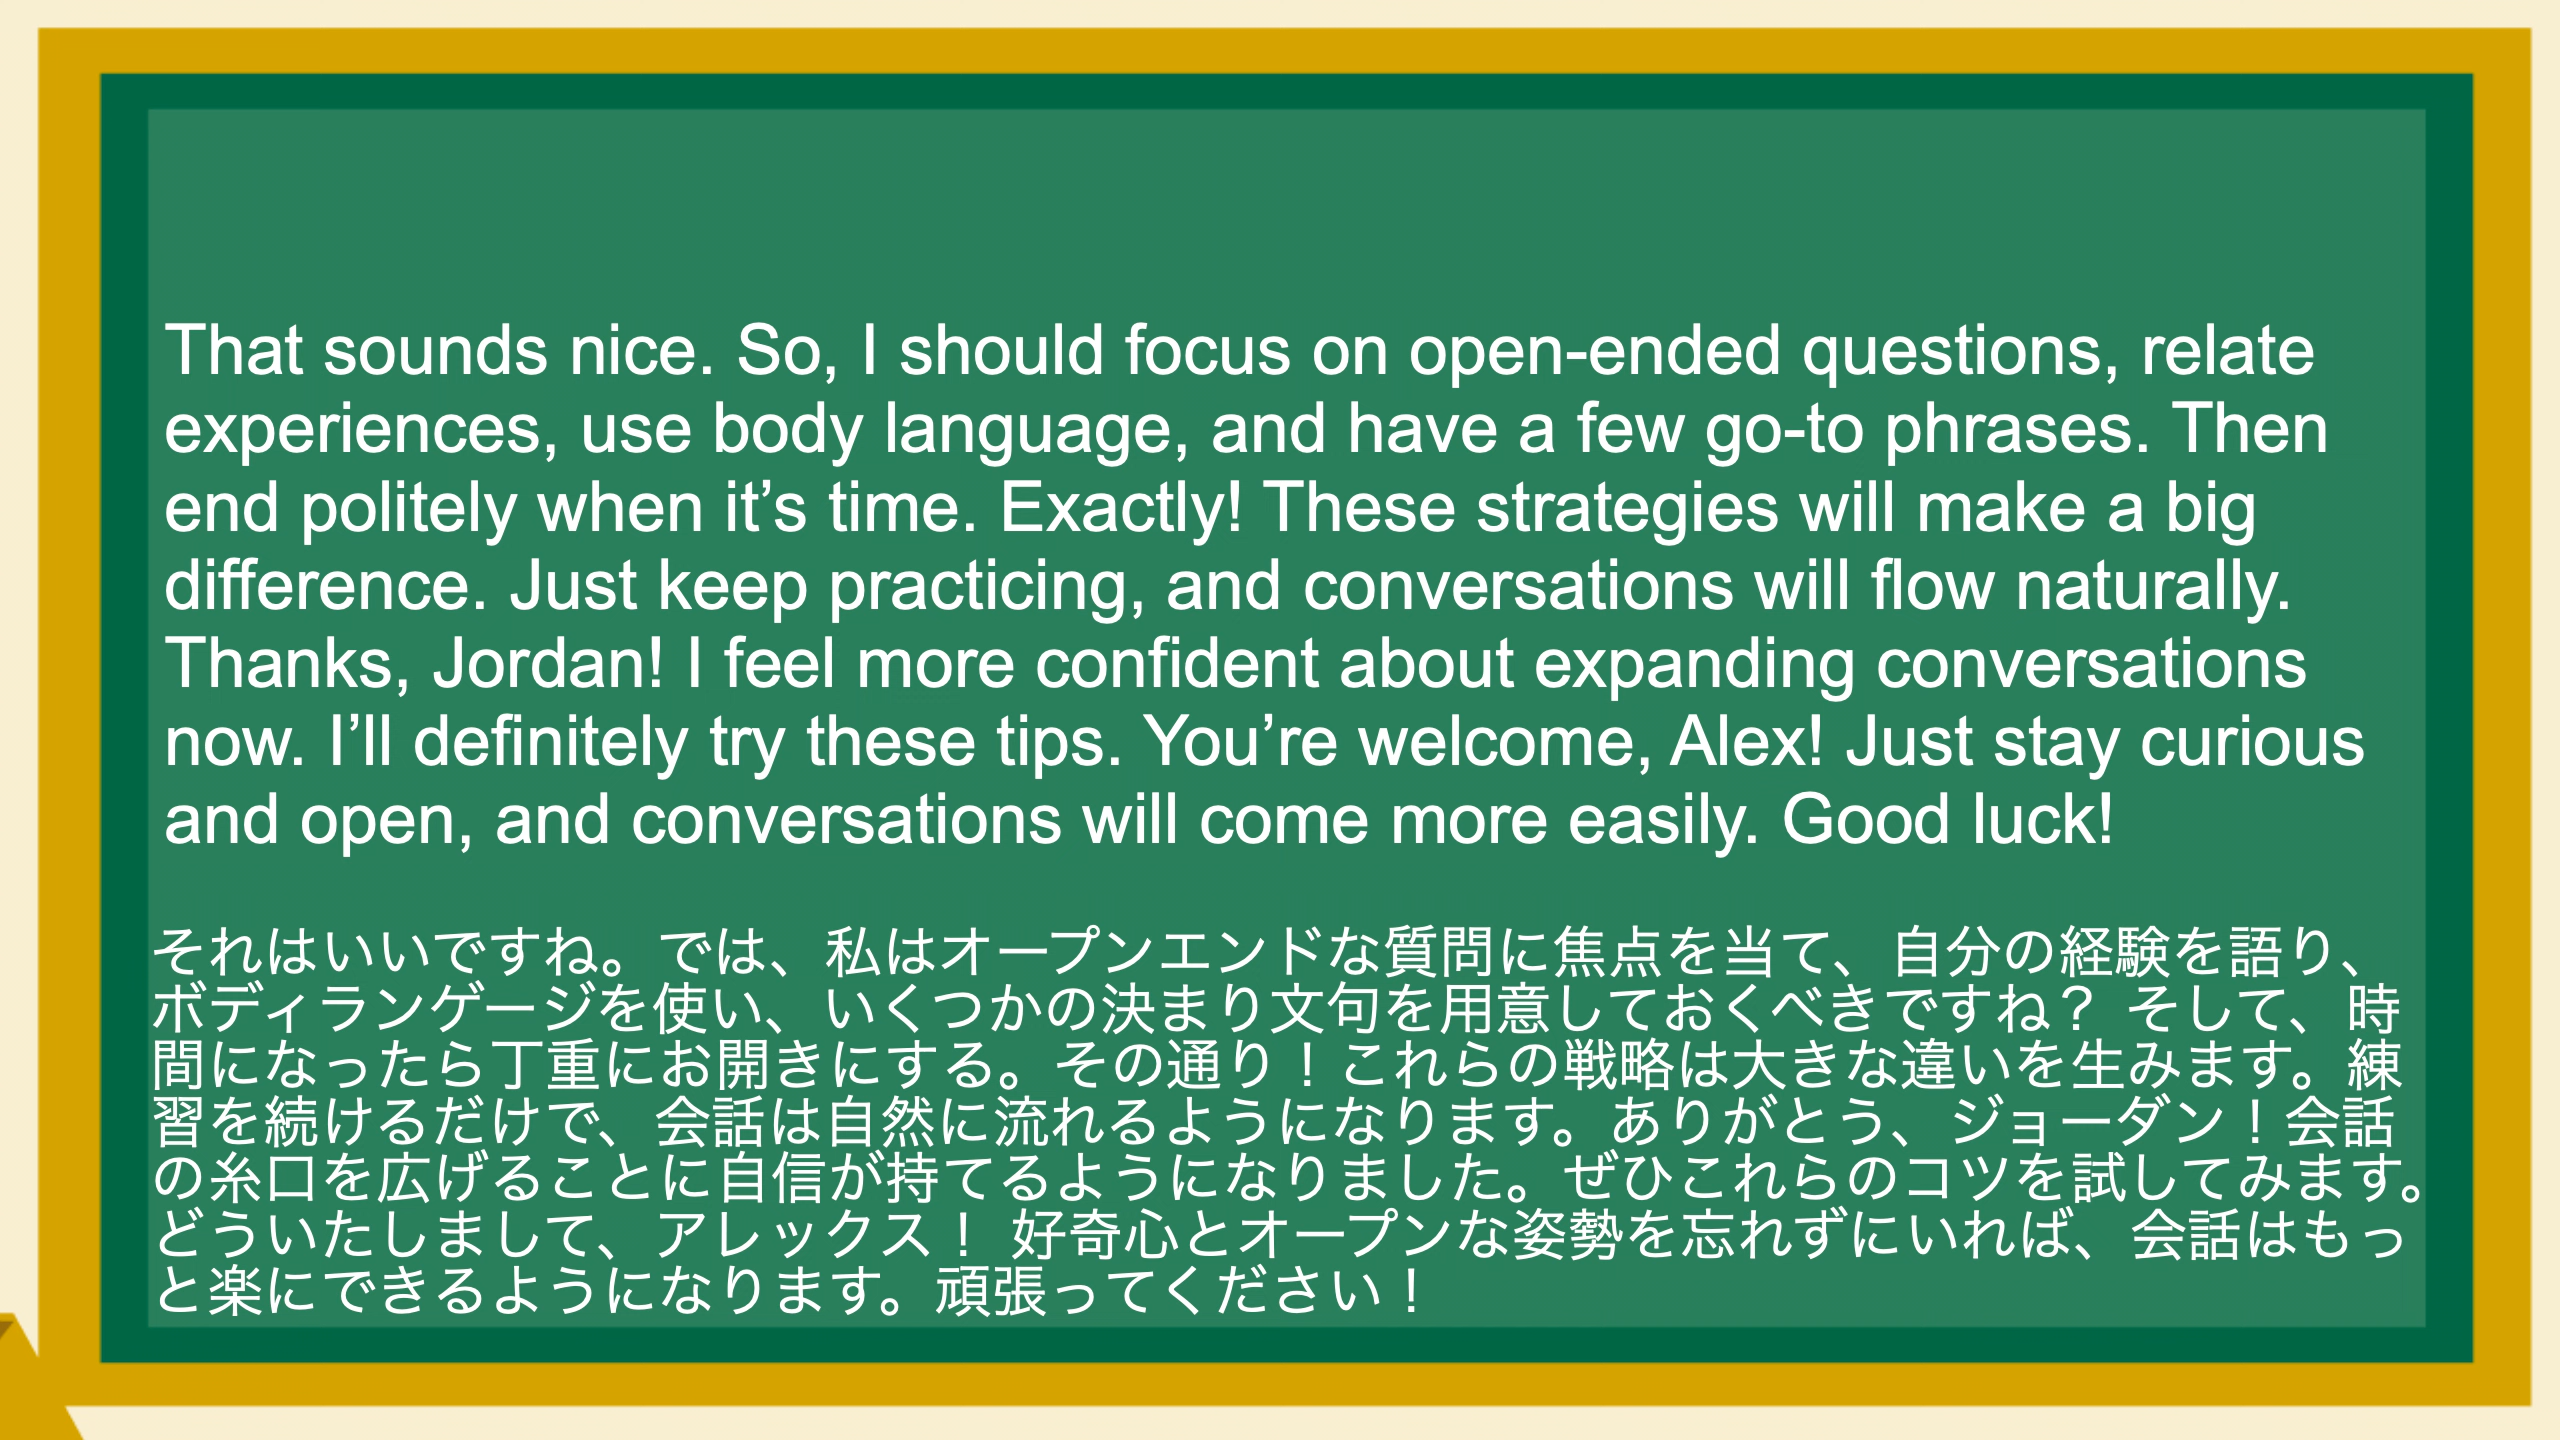 That sounds nice. So, I should focus on open-ended questions, relate
experiences, use body language, and have a few go-to phrases. Then
end politely when it’s time. Exactly! These strategies will make a big
difference. Just keep practicing, and conversations will flow naturally.
Thanks, Jordan! I feel more confident about expanding conversations
now. I’ll definitely try these tips. You’re welcome, Alex! Just stay curious
and open, and conversations will come more easily. Good luck!
それはいいですね。では、私はオープンエンドな質問に焦点を当て、自分の経験を語り、
ボディランゲージを使い、いくつかの決まり文句を用意しておくべきですね？ そして、時
間になったら丁重にお開きにする。その通り！これらの戦略は大きな違いを生みます。練
習を続けるだけで、会話は自然に流れるようになります。ありがとう、ジョーダン！会話
の糸口を広げることに自信が持てるようになりました。ぜひこれらのコツを試してみます。
どういたしまして、アレックス！ 好奇心とオープンな姿勢を忘れずにいれば、会話はもっ
と楽にできるようになります。頑張ってください！